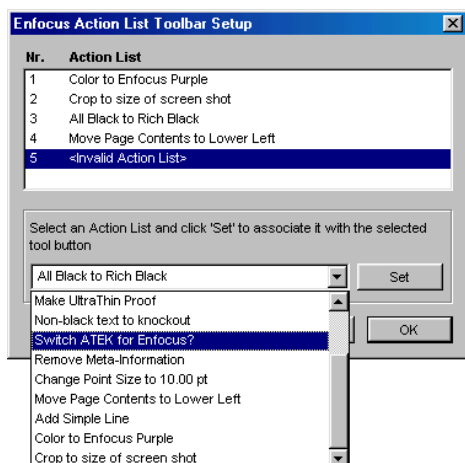 Enfocus Action List Toolbar Setup
Nr. Action List
1 Color to Enfocus Purple
2 Crop to size of screen shot
3 All Black to Rich Black
4 Move Page Contents to Lower Left
5 <Invalid Action List>
Select an Action List and click 'Set' to associate it with the selected
tool button
All Black to Rich Black
Set
Make UltraThin Proof
Non-black text to knockout
Switch ATEK for Enfocus?
OK
Remove Meta-Information
Change Point Size to 10.00 pt
Move Page Contents to Lower Left
Add Simple Line
Color to Enfocus Purple
Crop to size of screen shot